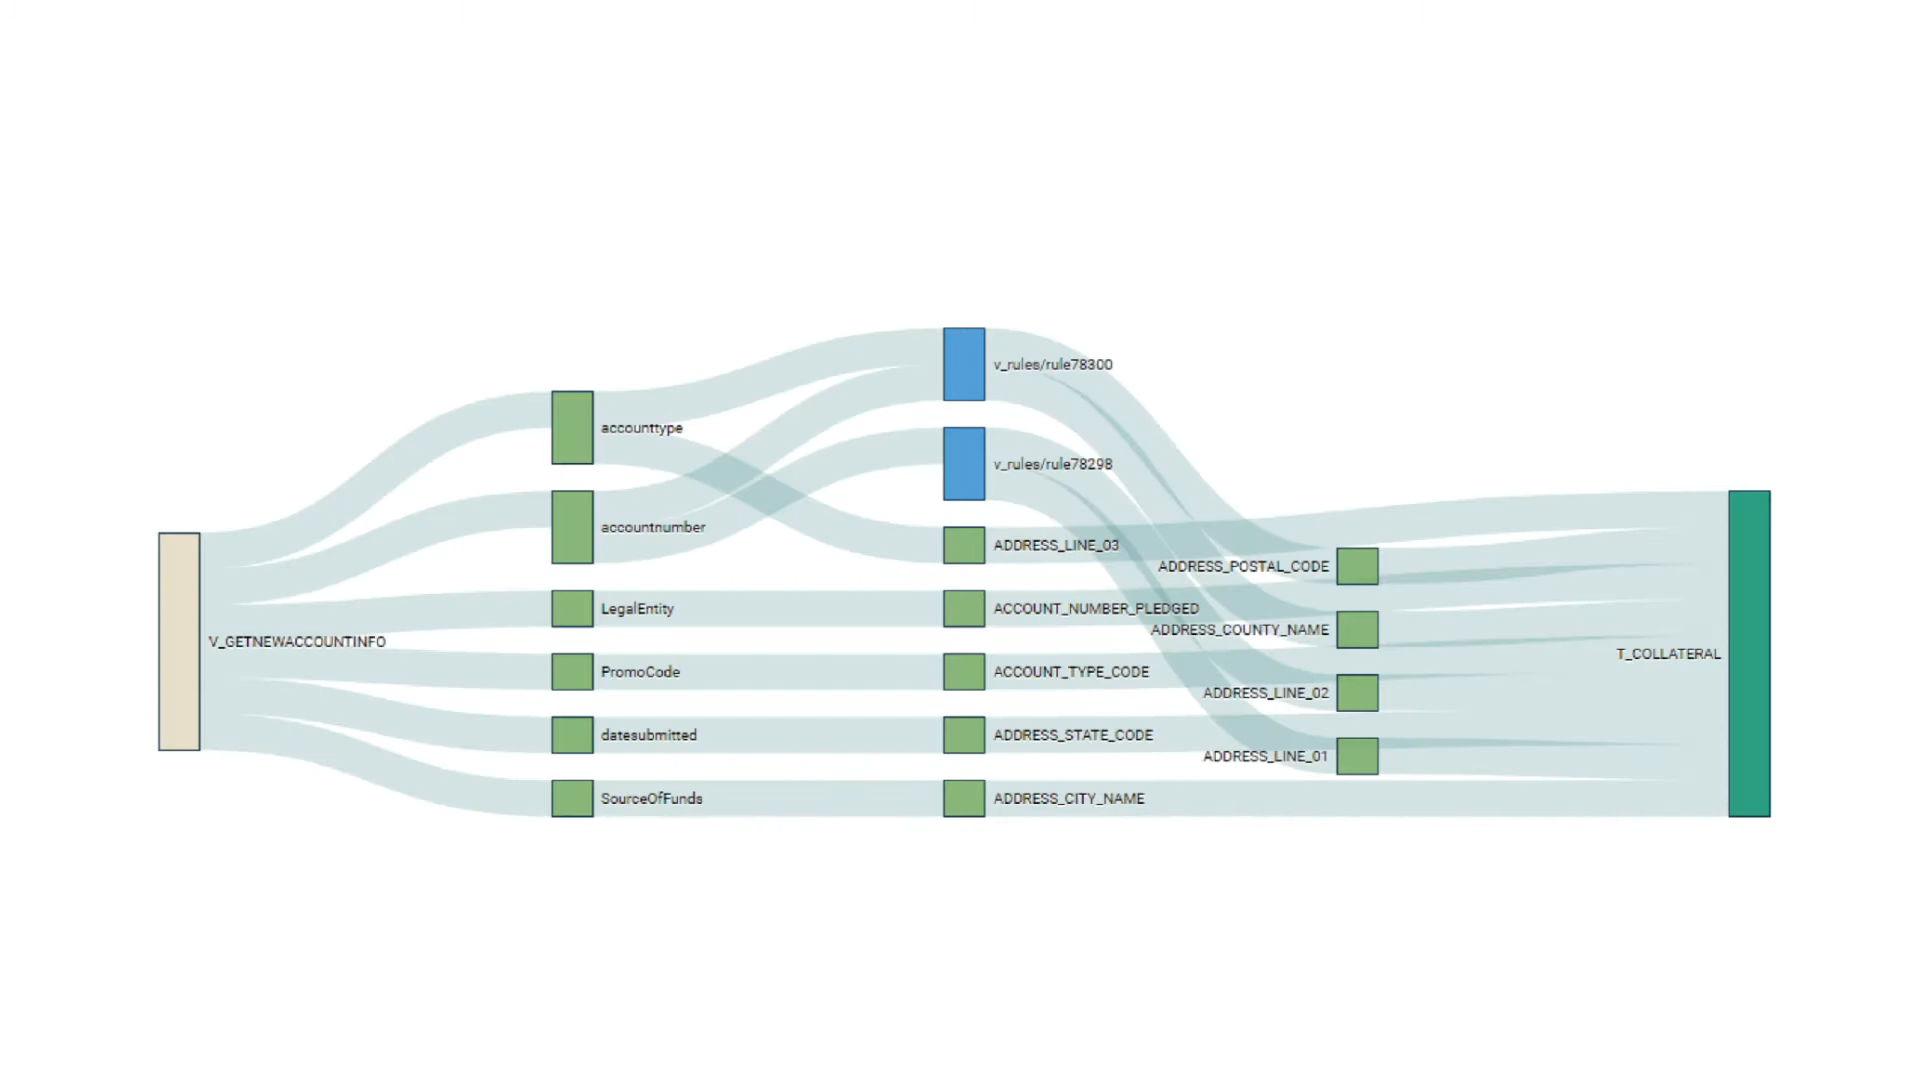 V_GETNEWACCOUNTINFO
accounttype
accountnumber
LegalEntity
PromoCode
datesubmitted
SourceOfFunds
v_rules/rule78300
v_rules/rule78298
ADDRESS_LINE_03
ACCOUNT_NUMBER_PLEDGED
ACCOUNT_TYPE_CODE
ADDRESS_STATE_CODE
ADDRESS_CITY_NAME
ADDRESS_POSTAL_CODE
ADDRESS_COUNTY_NAME
ADDRESS_LINE_02
ADDRESS_LINE_01
T_COLLATERAL